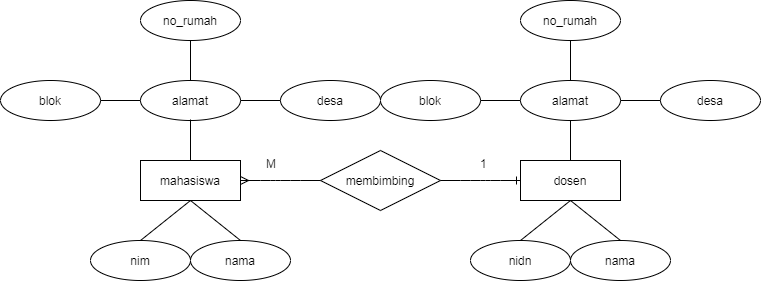 no_rumah
no_rumah
blok
alamat
desa
blok
alamat
desa
M
1
mahasiswa
membimbing
dosen
nim
nama
nidn
nama